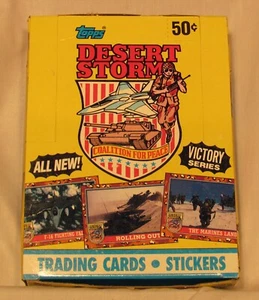 Topps
50¢
DESERT
STORM
COALITION FOR PEACE
ALL NEW!
VICTORY
SERIES
F-16 FIGHTING
ROLLING OUT
THE MARINES LAND
TRADING CARDS • STICKERS